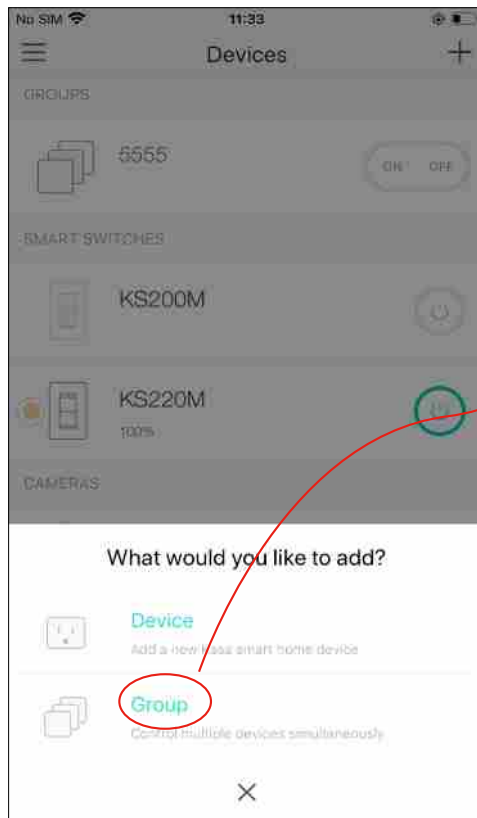 No SIM 11:33
Devices
GROUPS
5555
ON OFF
SMART SWITCHES
KS200M
KS220M
100%
CAMERAS
What would you like to add?
Device
Add a new Kasa smart home device
Group
Control multiple devices simultaneously